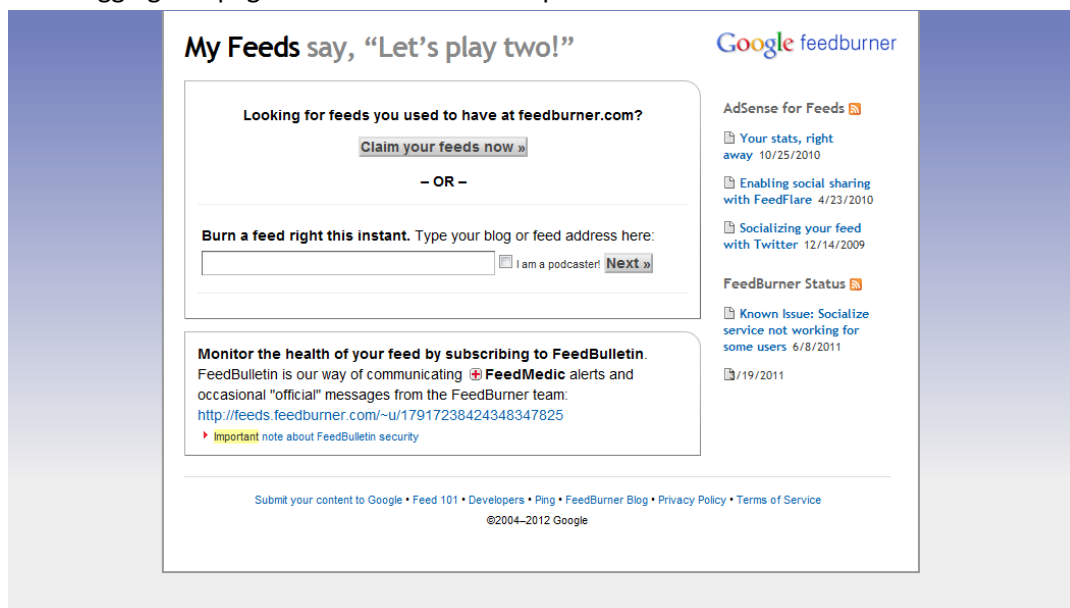 My Feeds say, “Let’s play two!”
Looking for feeds you used to have at feedburner.com?
Claim your feeds now »
– OR –
Burn a feed right this instant. Type your blog or feed address here:
I am a podcaster! Next »
Monitor the health of your feed by subscribing to FeedBulletin.
FeedBulletin is our way of communicating FeedMedic alerts and
occasional "official" messages from the FeedBurner team:
http://feeds.feedburner.com/~u/17917238424348347825
Important note about FeedBulletin security
Google feedburner
AdSense for Feeds
Your stats, right
away 10/25/2010
Enabling social sharing
with FeedFlare 4/23/2010
Socializing your feed
with Twitter 12/14/2009
FeedBurner Status
Known Issue: Socialize
service not working for
some users 6/8/2011
/19/2011
Submit your content to Google • Feed 101 • Developers • Ping • FeedBurner Blog • Privacy Policy • Terms of Service
©2004–2012 Google